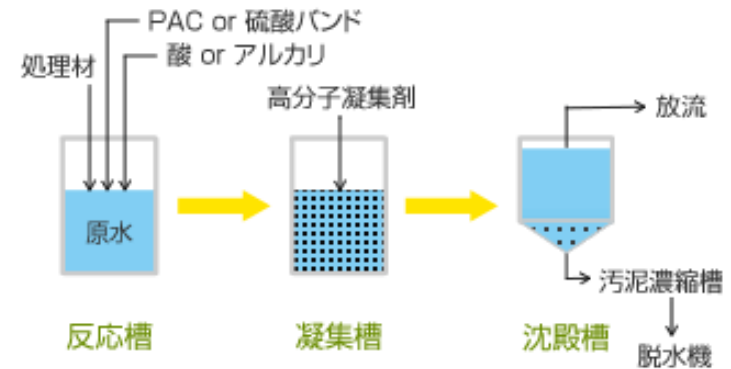 PAC or 硫酸バンド
酸 or アルカリ
処理材
高分子凝集剤
放流
原水
汚泥濃縮槽
反応槽
凝集槽
沈殿槽
脱水機